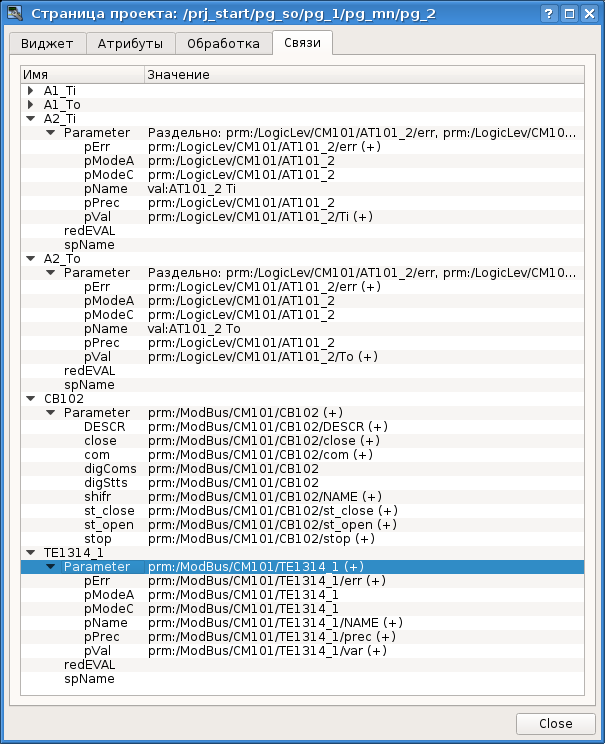 Страница проекта: /prj_start/pg_so/pg_1/pg_mn/pg_2
Виджет Атрибуты Обработка Связи
Имя Значение
A1_Ti
A1_To
A2_Ti
Parameter Раздельно: prm:/LogicLev/CM101/AT101_2/err, prm:/LogicLev/CM10...
pErr prm:/LogicLev/CM101/AT101_2/err (+)
pModeA prm:/LogicLev/CM101/AT101_2
pModeC prm:/LogicLev/CM101/AT101_2
pName val:AT101_2 Ti
pPrec prm:/LogicLev/CM101/AT101_2
pVal prm:/LogicLev/CM101/AT101_2/Ti (+)
redEVAL
spName
A2_To
Parameter Раздельно: prm:/LogicLev/CM101/AT101_2/err, prm:/LogicLev/CM10...
pErr prm:/LogicLev/CM101/AT101_2/err (+)
pModeA prm:/LogicLev/CM101/AT101_2
pModeC prm:/LogicLev/CM101/AT101_2
pName val:AT101_2 To
pPrec prm:/LogicLev/CM101/AT101_2
pVal prm:/LogicLev/CM101/AT101_2/To (+)
redEVAL
spName
CB102
Parameter prm:/ModBus/CM101/CB102 (+)
DESCR prm:/ModBus/CM101/CB102/DESCR (+)
close prm:/ModBus/CM101/CB102/close (+)
com prm:/ModBus/CM101/CB102/com (+)
digComs prm:/ModBus/CM101/CB102
digStts prm:/ModBus/CM101/CB102
shifr prm:/ModBus/CM101/CB102/NAME (+)
st_close prm:/ModBus/CM101/CB102/st_close (+)
st_open prm:/ModBus/CM101/CB102/st_open (+)
stop prm:/ModBus/CM101/CB102/stop (+)
TE1314_1
Parameter prm:/ModBus/CM101/TE1314_1 (+)
pErr prm:/ModBus/CM101/TE1314_1/err (+)
pModeA prm:/ModBus/CM101/TE1314_1
pModeC prm:/ModBus/CM101/TE1314_1
pName prm:/ModBus/CM101/TE1314_1/NAME (+)
pPrec prm:/ModBus/CM101/TE1314_1/prec (+)
pVal prm:/ModBus/CM101/TE1314_1/var (+)
redEVAL
spName
Close